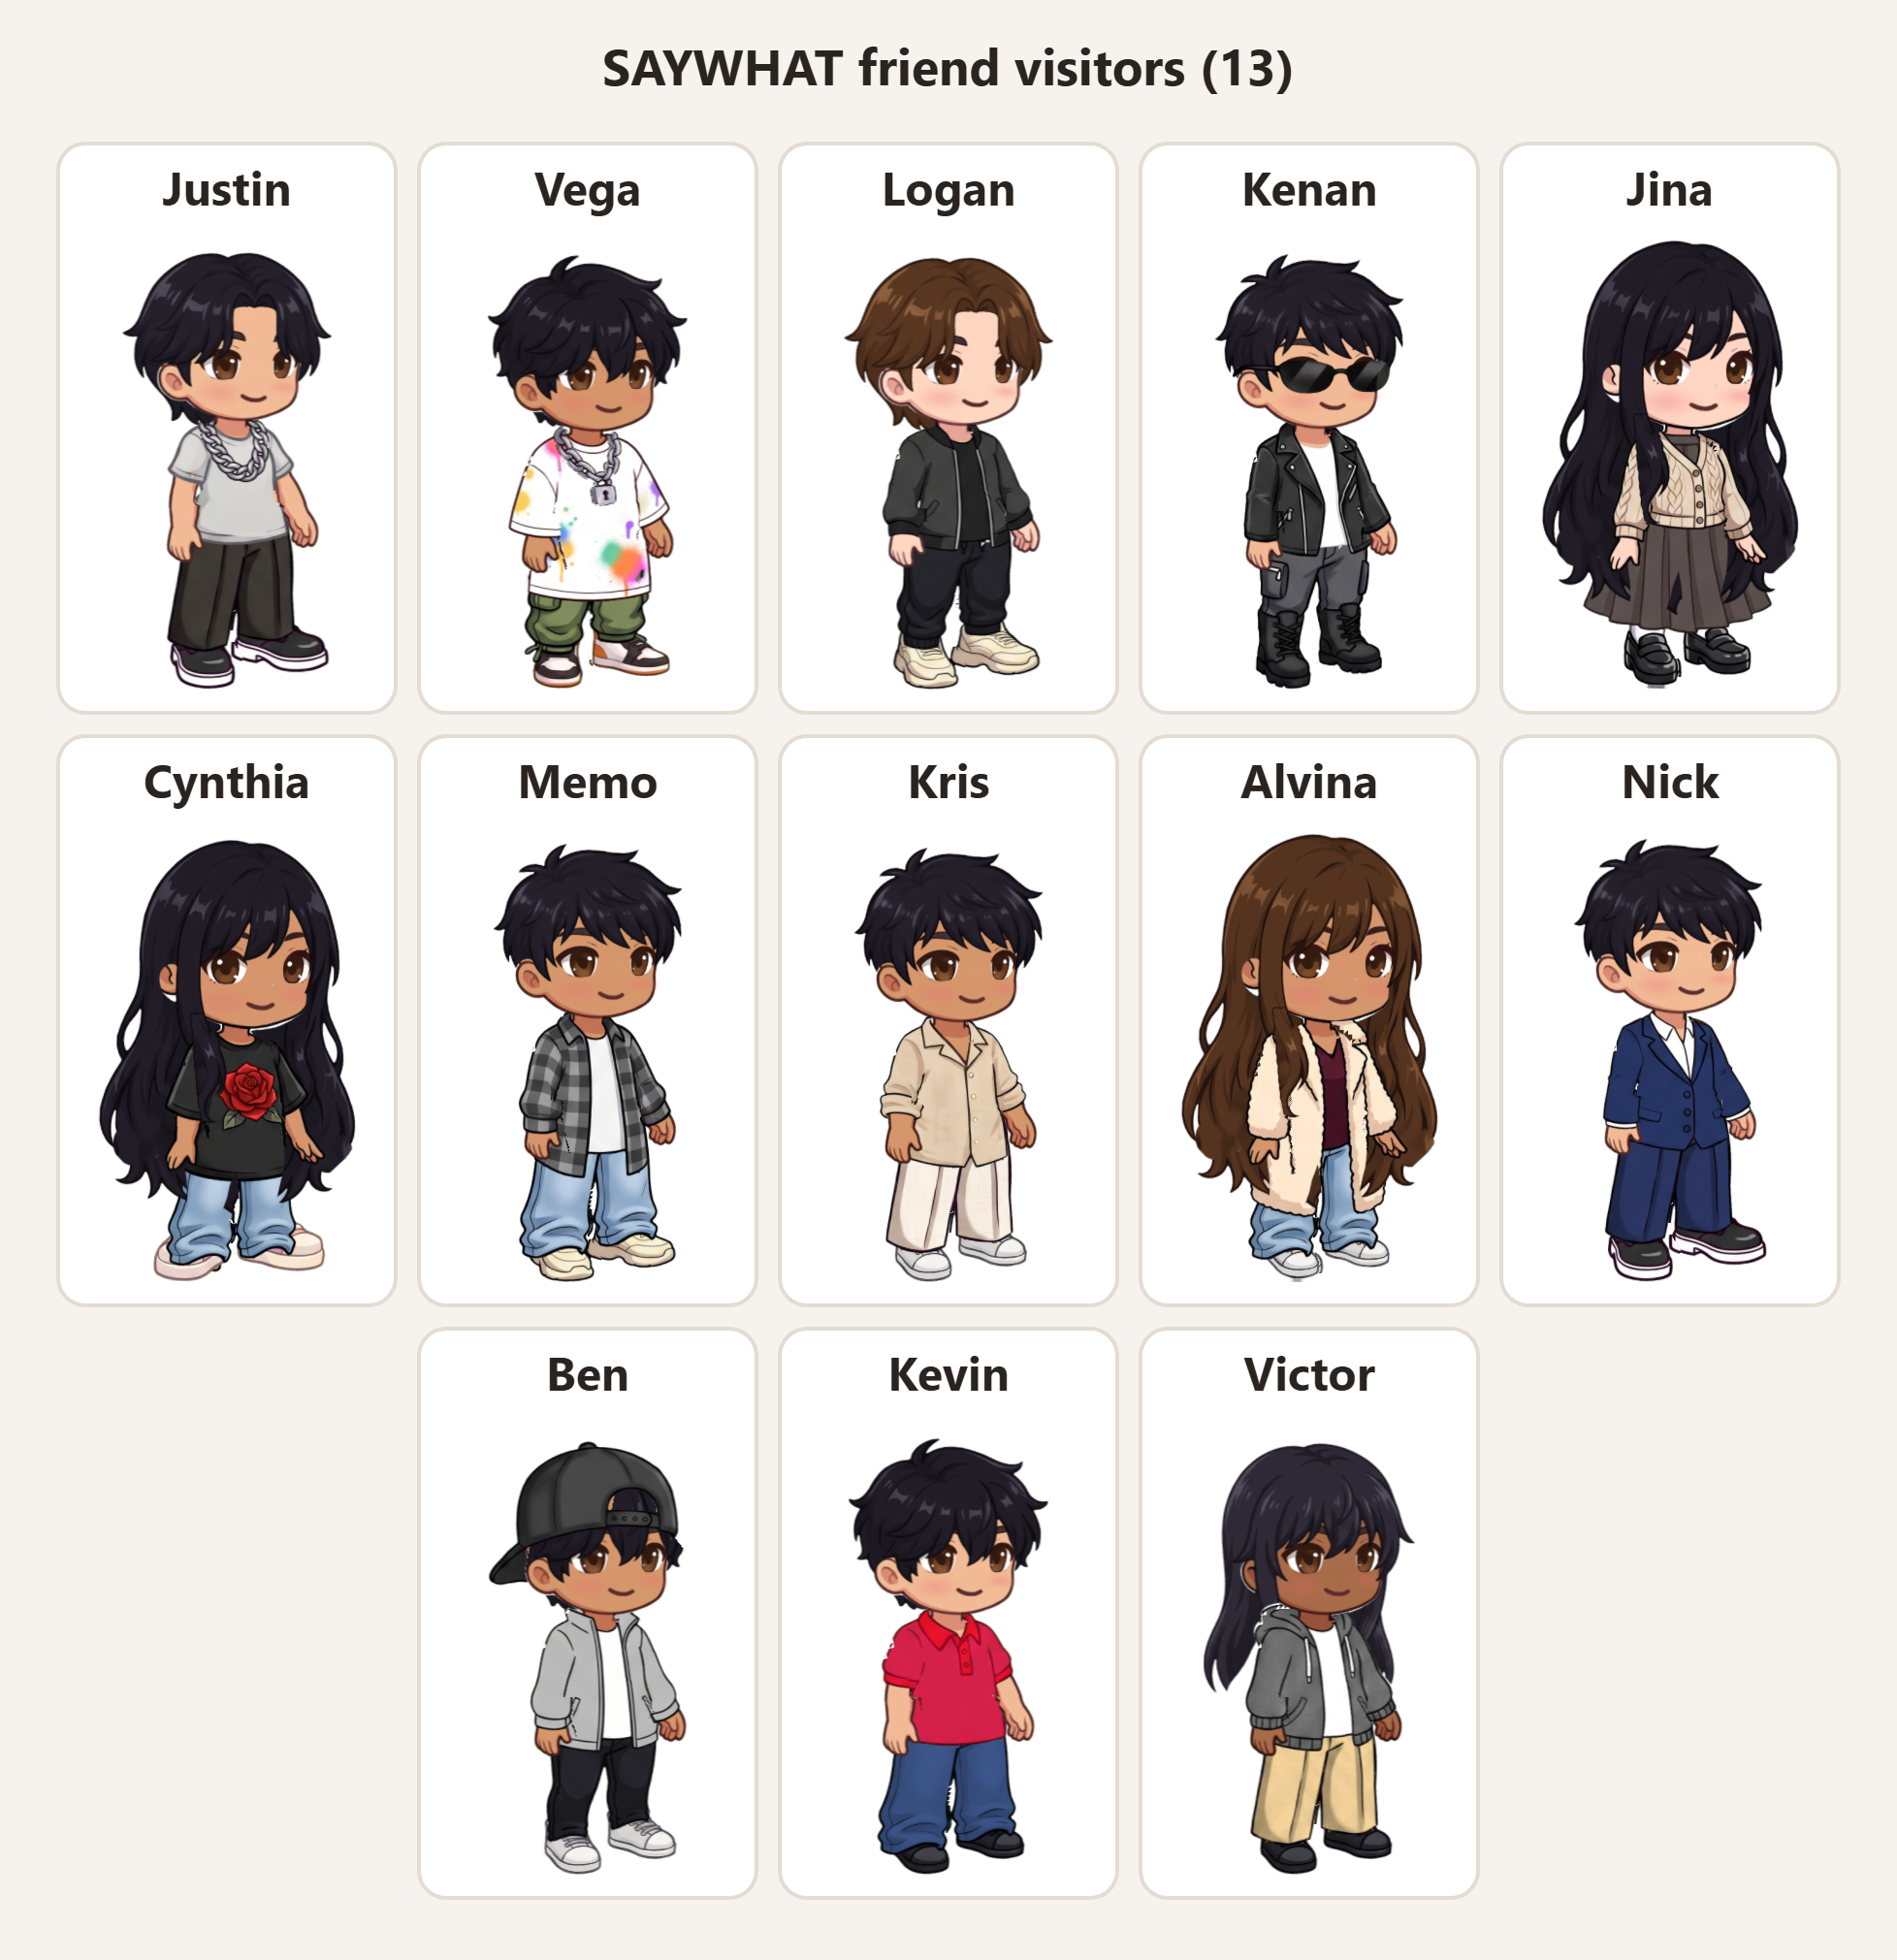 SAYWHAT friend visitors (13)
Justin
Vega
Logan
Kenan
Jina
Cynthia
Memo
Kris
Alvina
Nick
Ben
Kevin
Victor